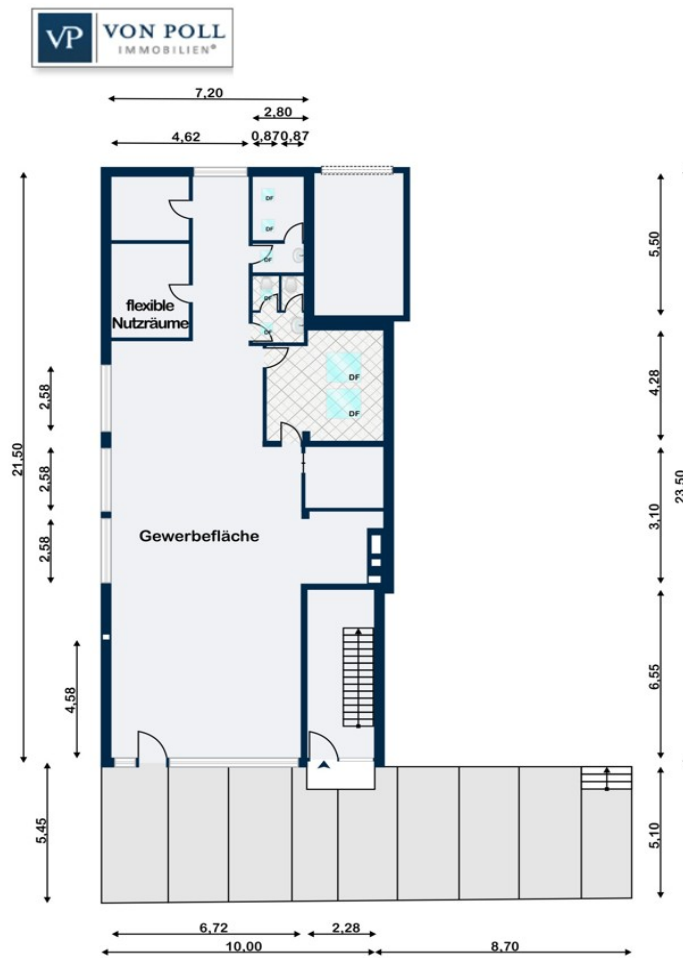 VP VON POLL
IMMOBILIEN®
7,20
2,80
4,62 0,87 0,87
DF
DF
DF
DF
DF
flexible
Nutzräume
DF
DF
Gewerbefläche
21,50
2,58
2,58
2,58
4,58
5,45
5,50
4,28
3,10
23,50
6,55
5,10
6,72 2,28
10,00 8,70